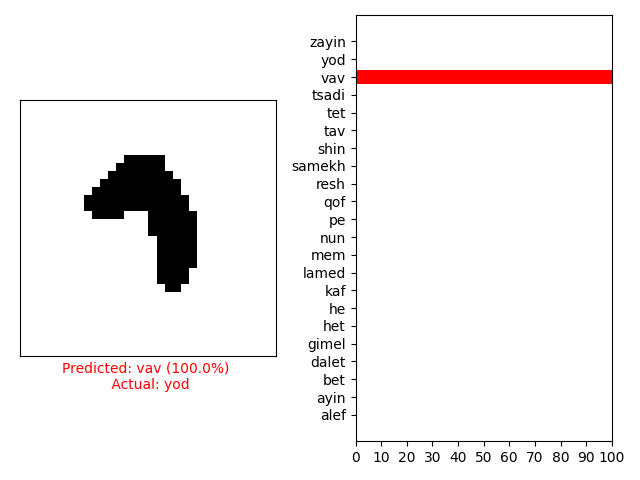 Predicted: vav (100.0%)
Actual: yod
zayin
yod
vav
tsadi
tet
tav
shin
samekh
resh
qof
pe
nun
mem
lamed
kaf
he
het
gimel
dalet
bet
ayin
alef
0 10 20 30 40 50 60 70 80 90 100